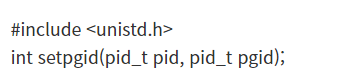 #include <unistd.h>
int setpgid(pid_t pid, pid_t pgid);